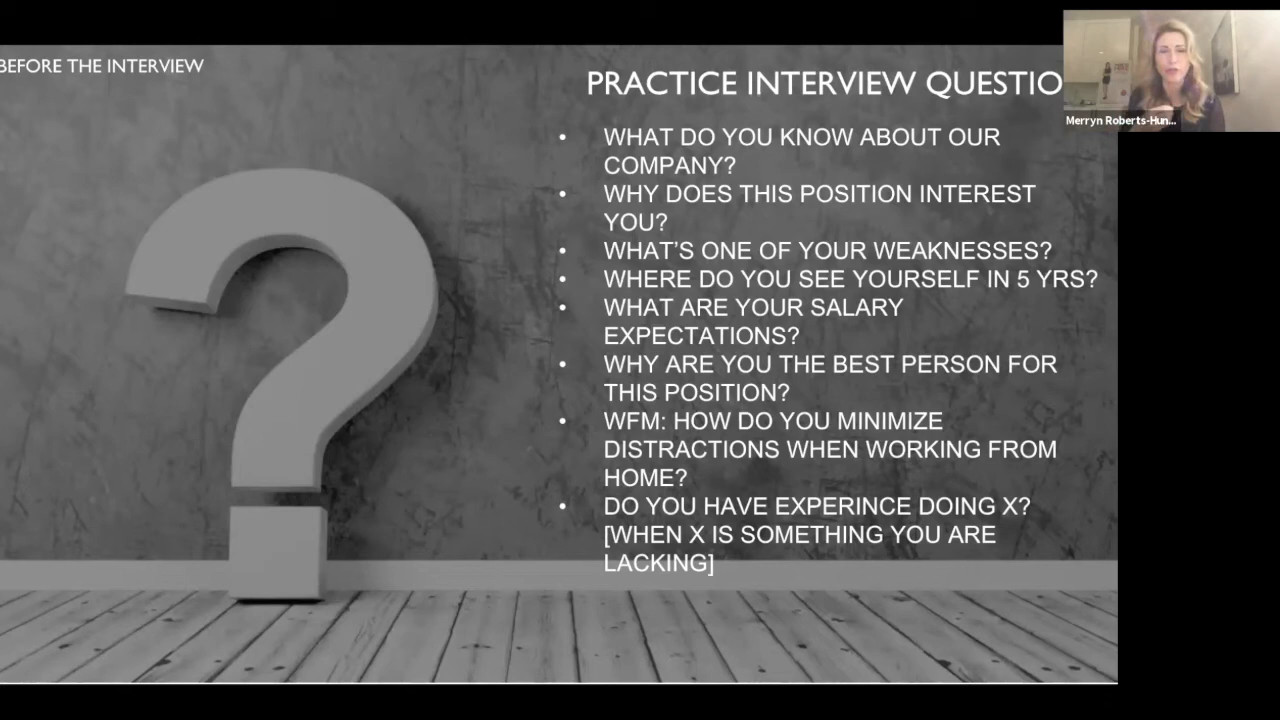 BEFORE THE INTERVIEW
PRACTICE INTERVIEW QUESTIO
• WHAT DO YOU KNOW ABOUT OUR
COMPANY?
• WHY DOES THIS POSITION INTEREST
YOU?
• WHAT’S ONE OF YOUR WEAKNESSES?
• WHERE DO YOU SEE YOURSELF IN 5 YRS?
• WHAT ARE YOUR SALARY
EXPECTATIONS?
• WHY ARE YOU THE BEST PERSON FOR
THIS POSITION?
• WFM: HOW DO YOU MINIMIZE
DISTRACTIONS WHEN WORKING FROM
HOME?
• DO YOU HAVE EXPERINCE DOING X?
[WHEN X IS SOMETHING YOU ARE
LACKING]
Merryn Roberts-Hun...